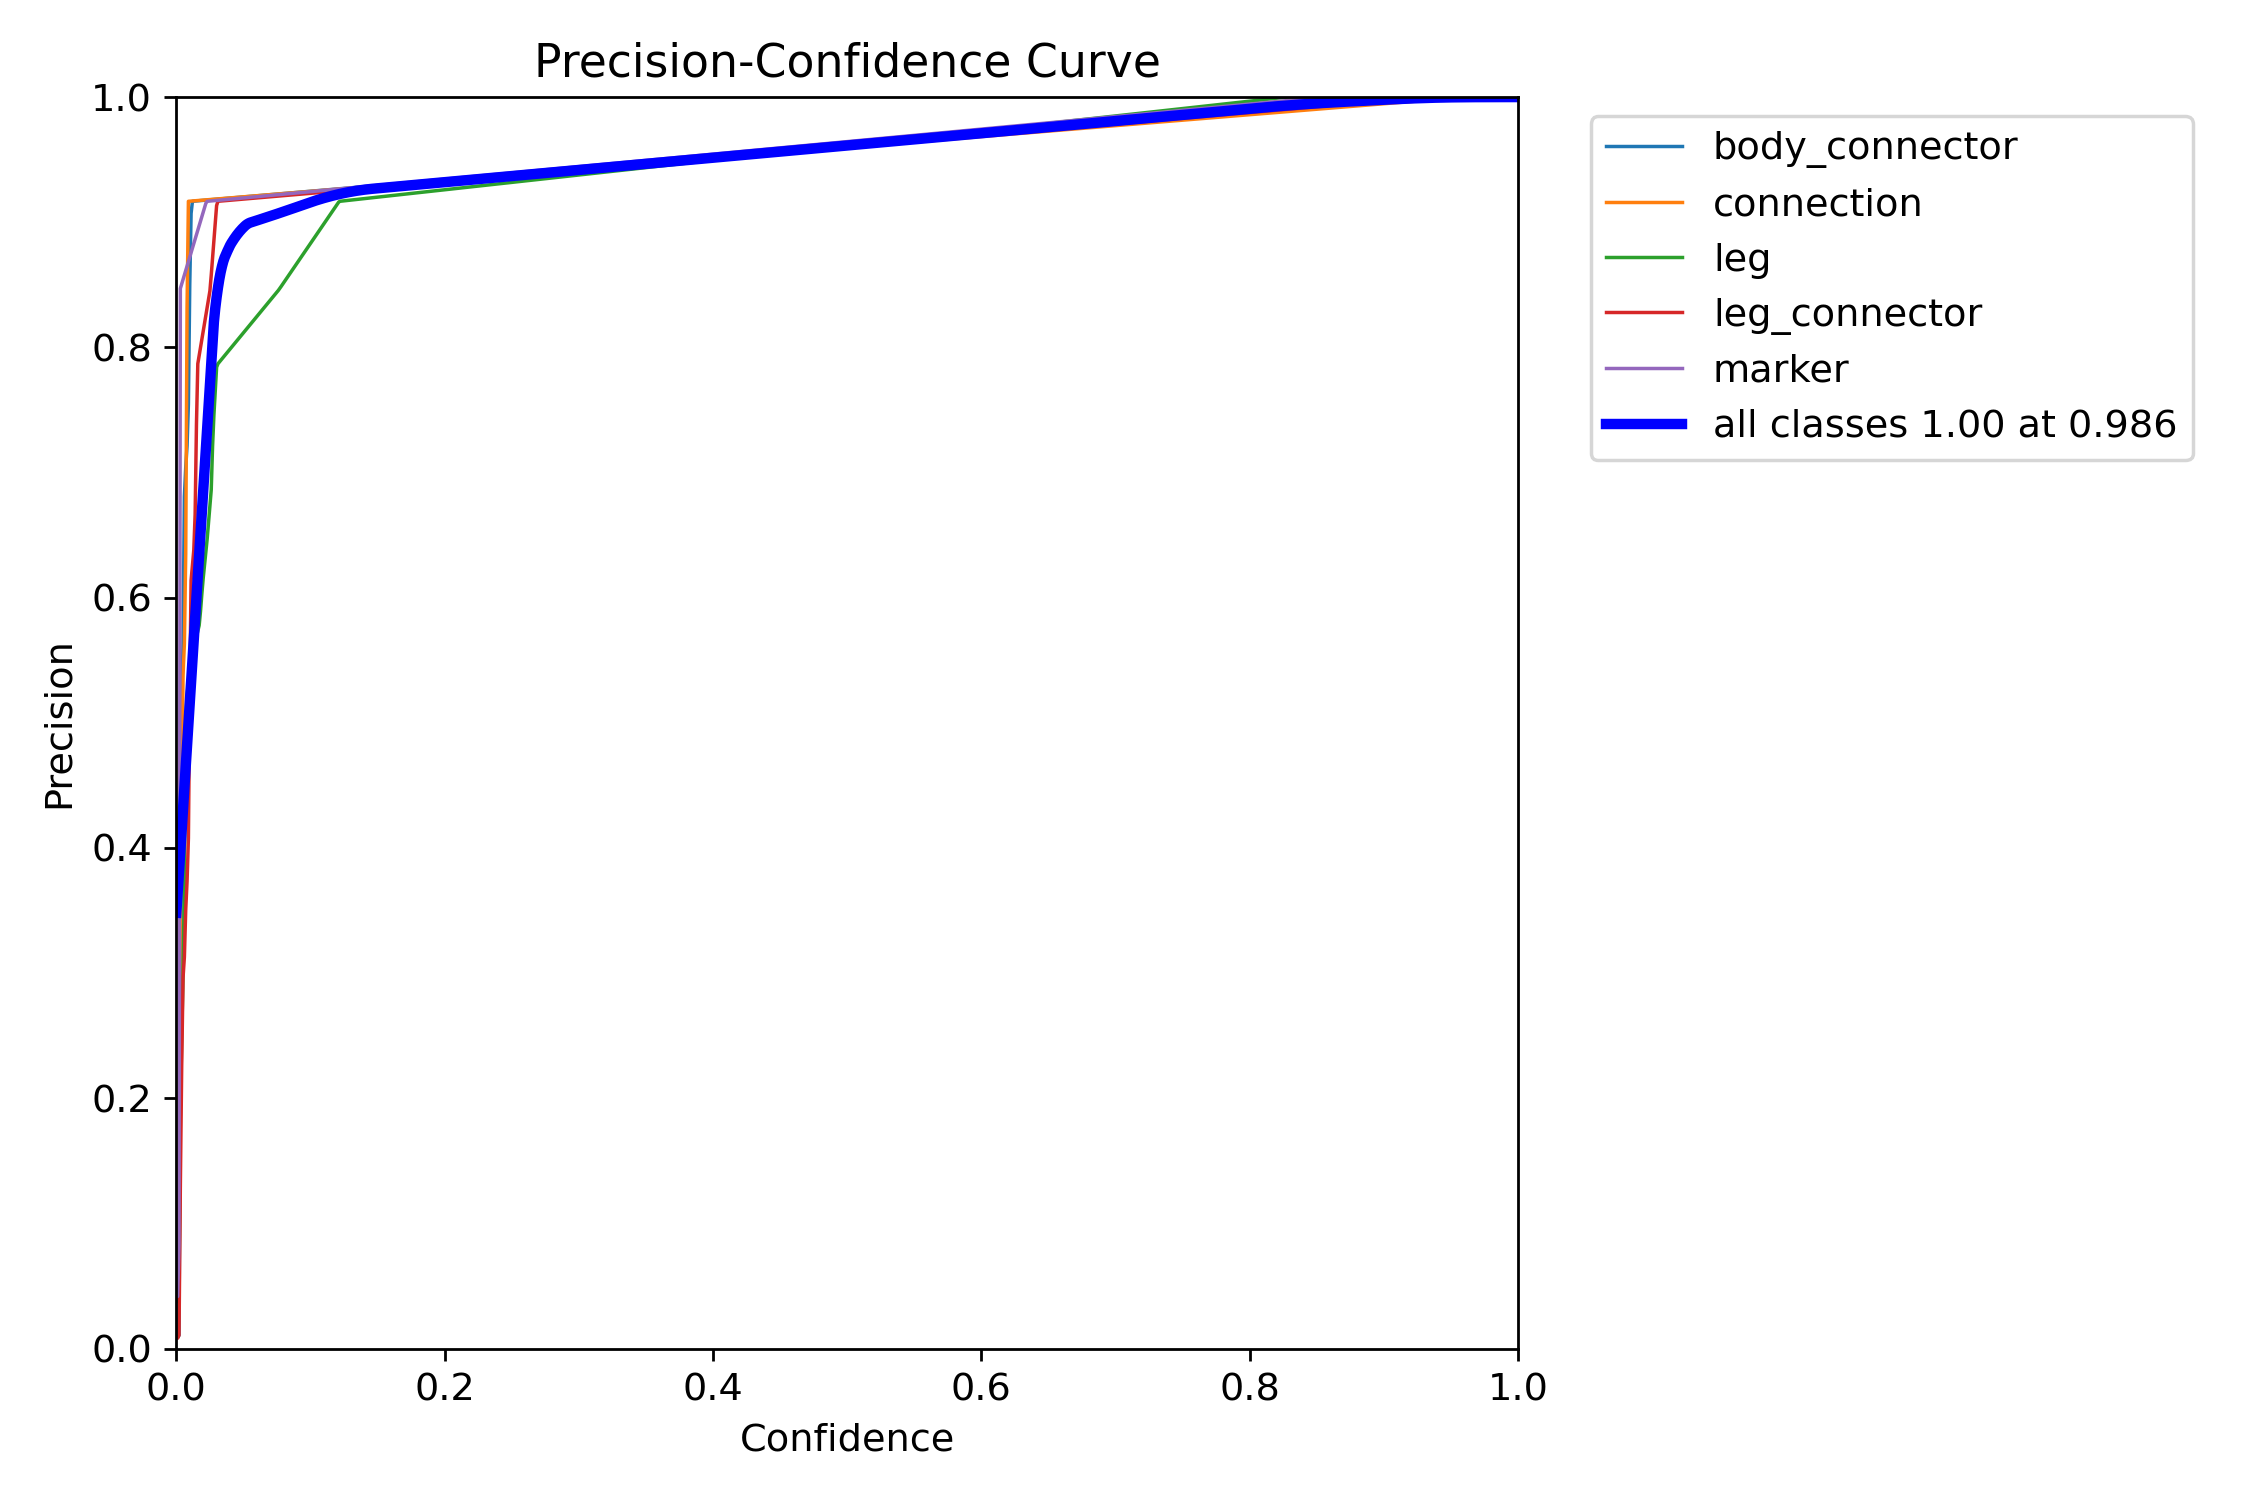 Precision-Confidence Curve
1.0
0.8
0.6
0.4
0.2
0.0
Precision
0.0 0.2 0.4 0.6 0.8 1.0
Confidence
body_connector
connection
leg
leg_connector
marker
all classes 1.00 at 0.986